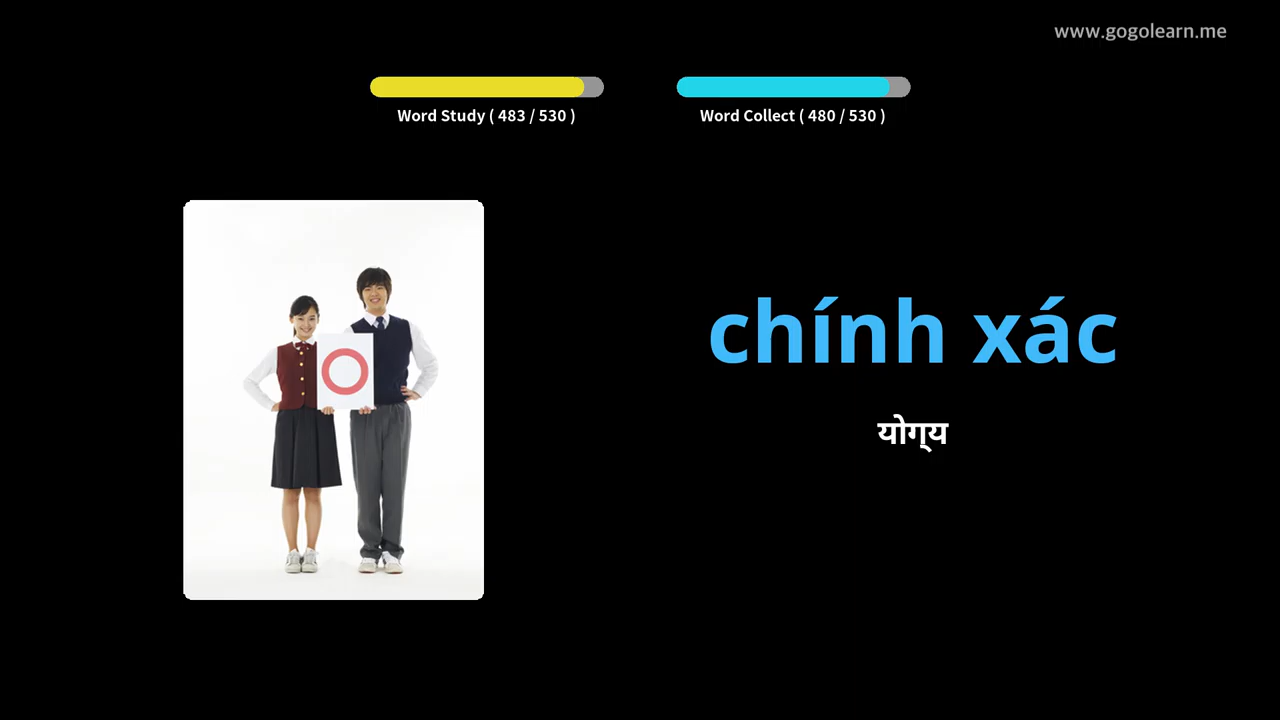 www.gogolearn.me
Word Study ( 483 / 530 )
Word Collect ( 480 / 530 )
chính xác
योग्य